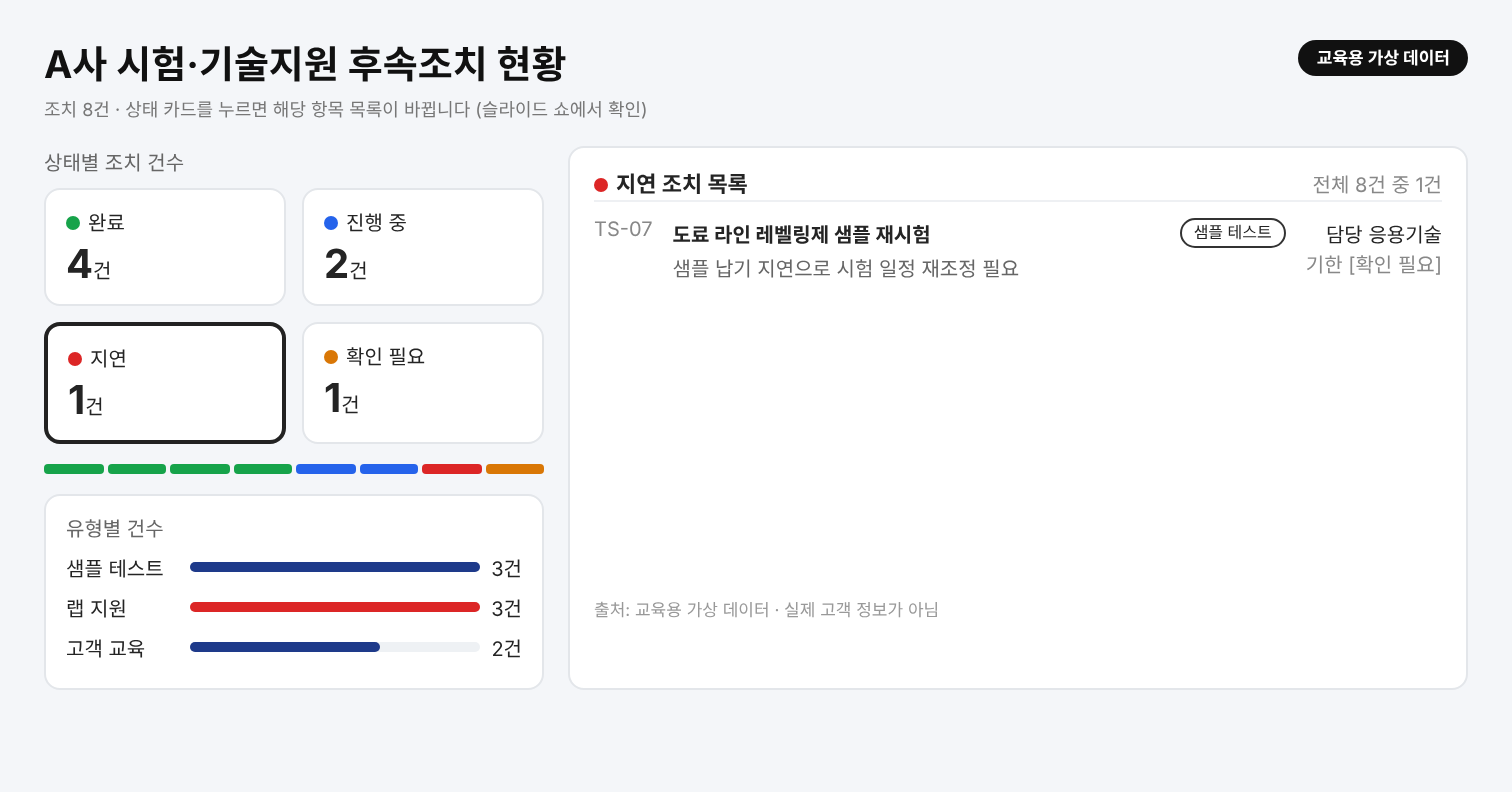 A사 시험·기술지원 후속조치 현황
교육용 가상 데이터
조치 8건 · 상태 카드를 누르면 해당 항목 목록이 바뀝니다 (슬라이드 쇼에서 확인)
상태별 조치 건수
완료
4건
진행 중
2건
지연
1건
확인 필요
1건
유형별 건수
샘플 테스트 3건
랩 지원 3건
고객 교육 2건
지연 조치 목록
전체 8건 중 1건
TS-07
도료 라인 레벨링제 샘플 재시험
샘플 납기 지연으로 시험 일정 재조정 필요
샘플 테스트
담당 응용기술
기한 [확인 필요]
출처: 교육용 가상 데이터 · 실제 고객 정보가 아님